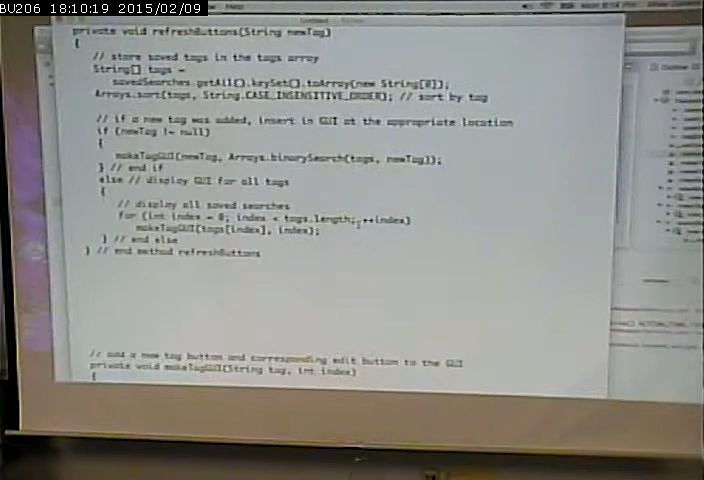 BU206 18:10:19 2015/02/09
private void refreshButtons(String newTag)
{
// store saved tags in the tags array
String[] tags =
savedSearches.getAll().keySet().toArray(new String[0]);
Arrays.sort(tags, String.CASE_INSENSITIVE_ORDER); // sort by tag
// if a new tag was added, insert in GUI at the appropriate location
if (newTag != null)
{
makeTagGUI(newTag, Arrays.binarySearch(tags, newTag));
} // end if
else // display GUI for all tags
{
// display all saved searches
for (int index = 0; index < tags.length; ++index)
makeTagGUI(tags[index], index);
} // end else
} // end method refreshButtons
// add a new tag button and corresponding edit button to the GUI
private void makeTagGUI(String tag, int index)
{